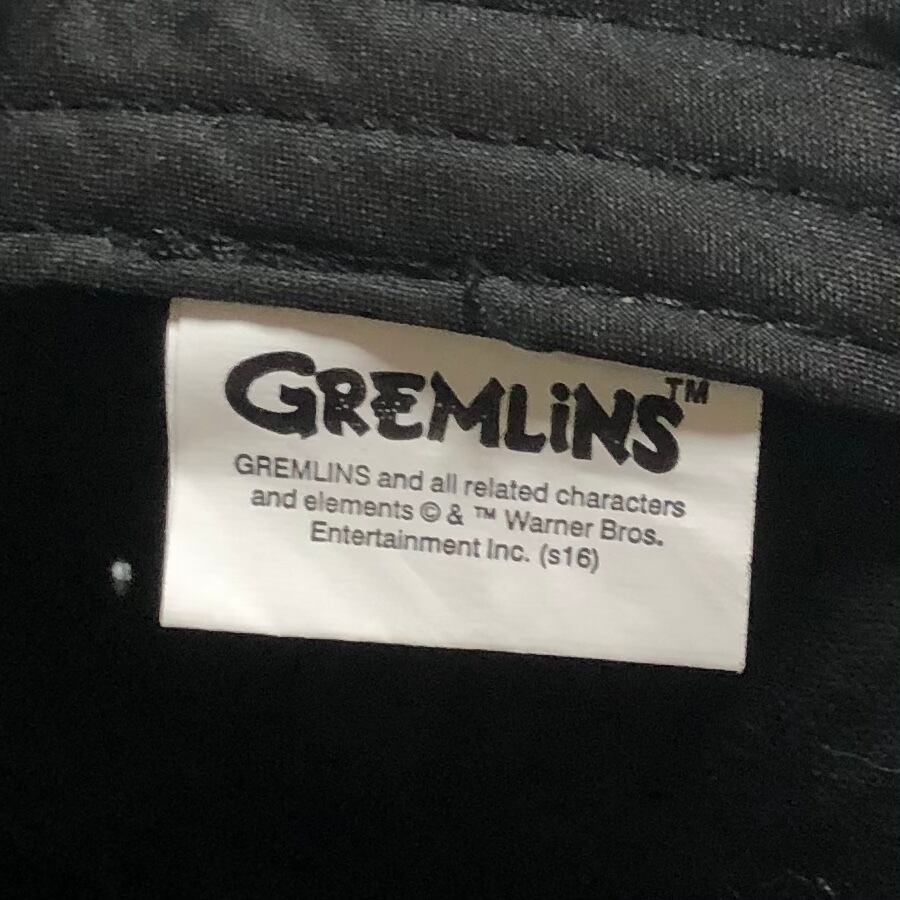 GREMLiNS™
GREMLINS and all related characters
and elements © & ™ Warner Bros.
Entertainment Inc. (s16)